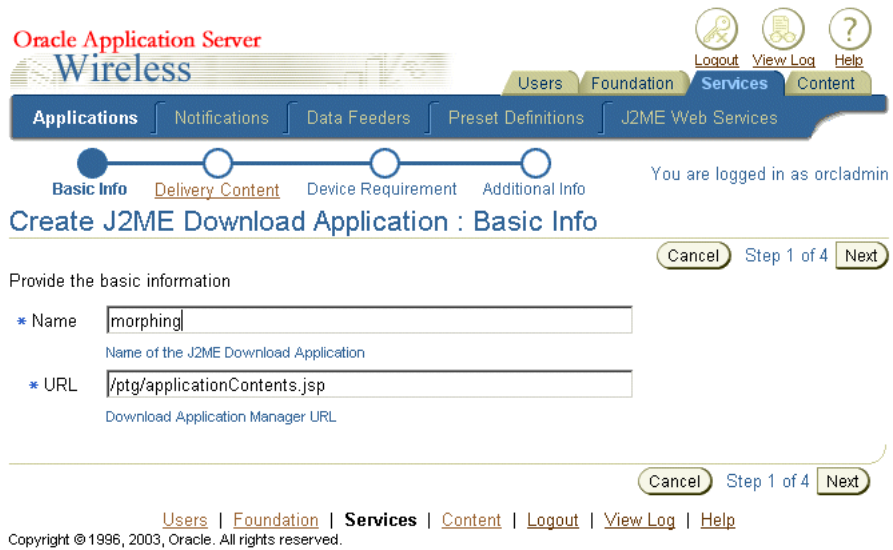 Oracle Application Server
Wireless
Logout View Log Help
Users Foundation Services Content
Applications Notifications Data Feeders Preset Definitions J2ME Web Services
Basic Info Delivery Content Device Requirement Additional Info
You are logged in as orcladmin
Create J2ME Download Application : Basic Info
Cancel Step 1 of 4 Next
Provide the basic information
* Name morphing
Name of the J2ME Download Application
* URL /ptg/applicationContents.jsp
Download Application Manager URL
Cancel Step 1 of 4 Next
Users | Foundation | Services | Content | Logout | View Log | Help
Copyright © 1996, 2003, Oracle. All rights reserved.